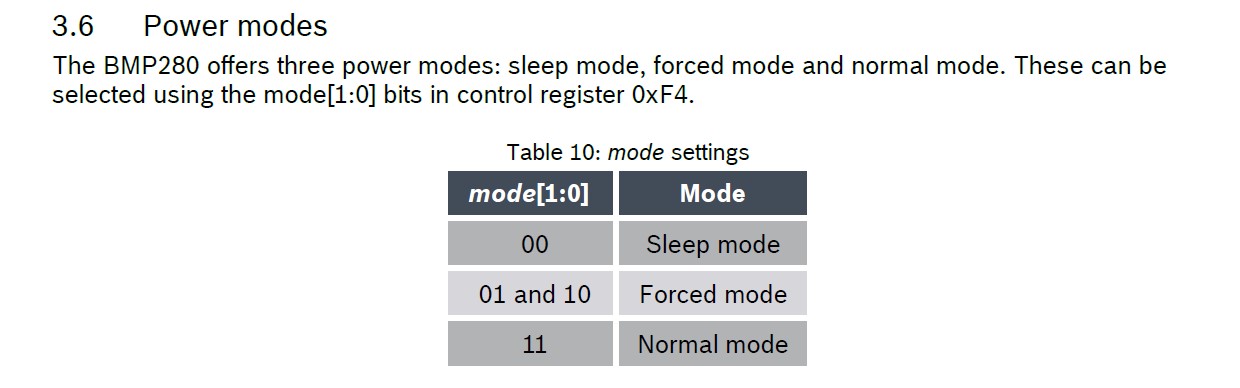 3.6 Power modes
The BMP280 offers three power modes: sleep mode, forced mode and normal mode. These can be
selected using the mode[1:0] bits in control register 0xF4.
Table 10: mode settings
mode[1:0] Mode
00 Sleep mode
01 and 10 Forced mode
11 Normal mode